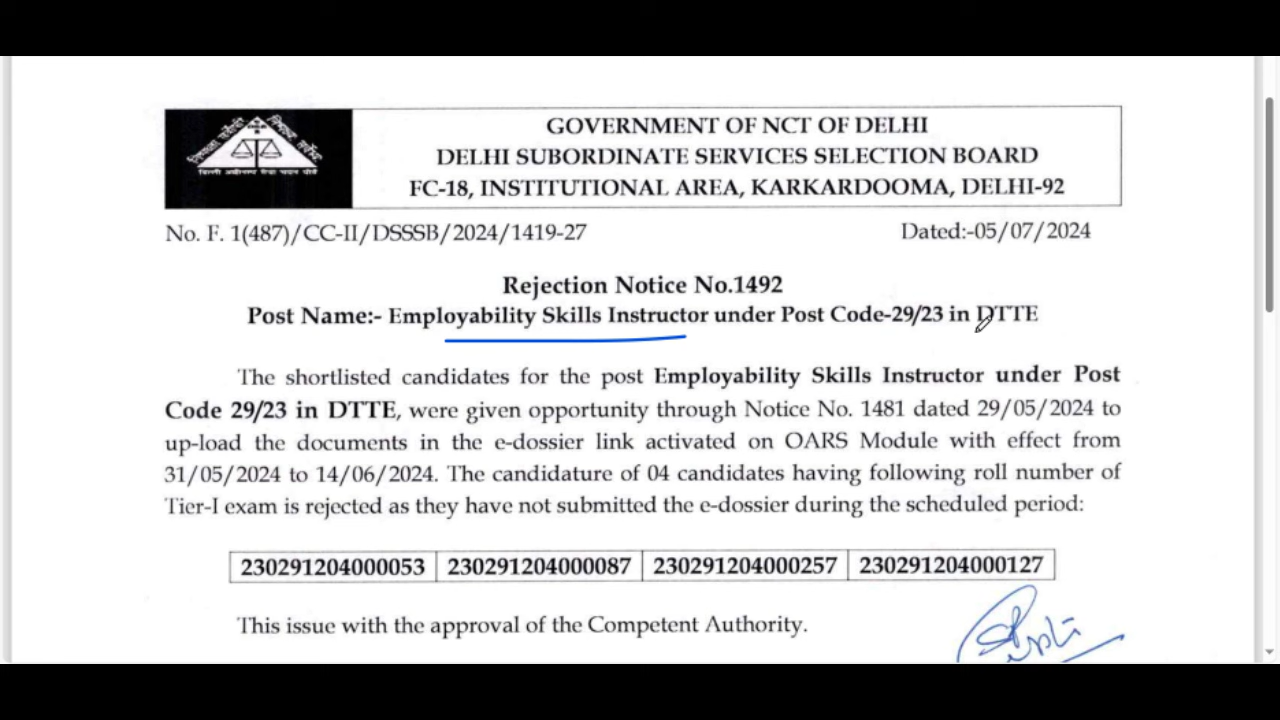 GOVERNMENT OF NCT OF DELHI
DELHI SUBORDINATE SERVICES SELECTION BOARD
FC-18, INSTITUTIONAL AREA, KARKARDOOMA, DELHI-92
No. F. 1(487)/CC-II/DSSSB/2024/1419-27
Dated:-05/07/2024
Rejection Notice No.1492
Post Name:- Employability Skills Instructor under Post Code-29/23 in DTTE
The shortlisted candidates for the post Employability Skills Instructor under Post
Code 29/23 in DTTE, were given opportunity through Notice No. 1481 dated 29/05/2024 to
up-load the documents in the e-dossier link activated on OARS Module with effect from
31/05/2024 to 14/06/2024. The candidature of 04 candidates having following roll number of
Tier-I exam is rejected as they have not submitted the e-dossier during the scheduled period:
230291204000053 230291204000087 230291204000257 230291204000127
This issue with the approval of the Competent Authority.